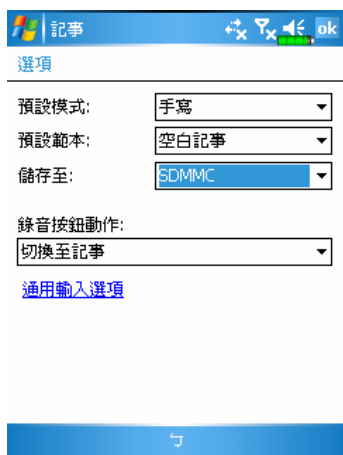 記事 ok
選項
預設模式: 手寫
預設範本: 空白記事
儲存至: SDMMC
錄音按鈕動作:
切換至記事
通用輸入選項
ㄅ